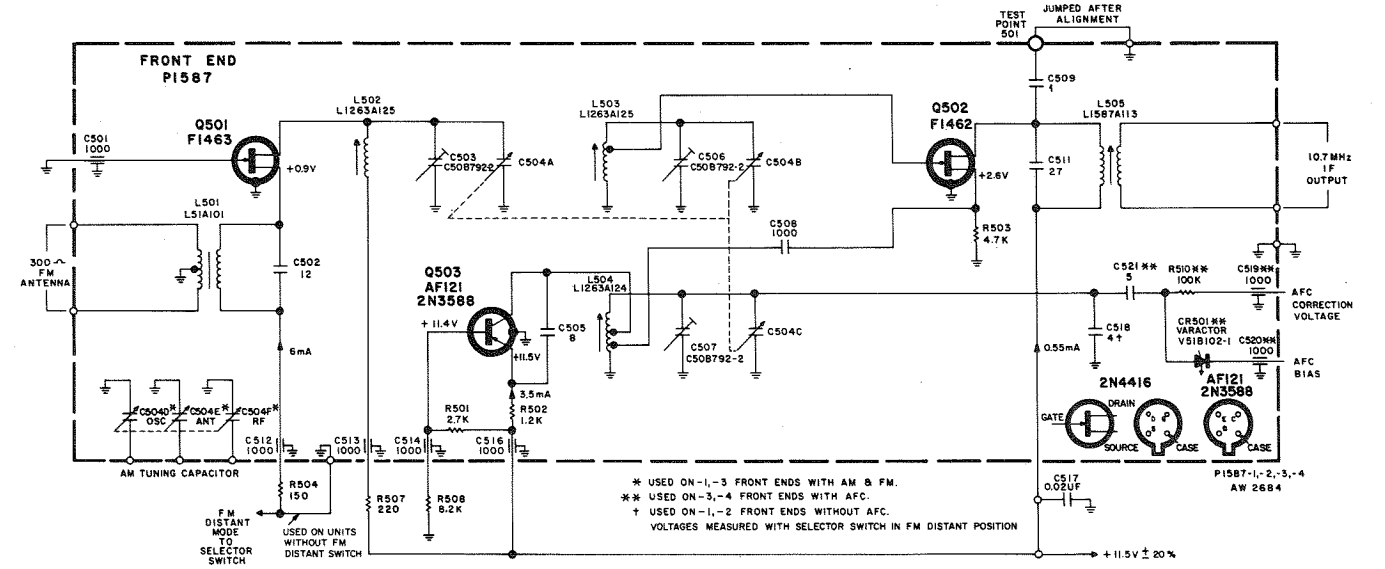 FRONT END
P1587
TEST
POINT
501
JUMPED AFTER
ALIGNMENT
C501
1000
Q501
F1463
+0.9V
L502
L1263A125
C503
C50B792-2
C504A
L503
L1263A125
C506
C50B792-2
C504B
Q502
F1462
+2.6V
C509
1
L505
L1587A113
C511
27
10.7MHz
IF
OUTPUT
L501
L51A101
300 Ω
FM
ANTENNA
C502
12
6mA
Q503
AF121
2N3588
+11.4V
+11.5V
C505
8
L504
L1263A124
C507
C50B792-2
C504C
C508
1000
R503
4.7K
C521 **
5
R510**
100K
C519**
1000
AFC
CORRECTION
VOLTAGE
C518
4†
CR501**
VARACTOR
V51B102-1
C520**
1000
AFC
BIAS
0.55mA
3.5mA
R501
2.7K
R502
1.2K
C504D*
OSC
C504E*
ANT
C504F*
RF
AM TUNING CAPACITOR
C512
1000
C513
1000
C514
1000
C516
1000
2N4416
GATE
DRAIN
SOURCE
D
G
S
C
CASE
AF121
2N3588
E
B
C
CASE
R504
150
FM
DISTANT
MODE
TO
SELECTOR
SWITCH
USED ON UNITS
WITHOUT FM
DISTANT SWITCH
R507
220
R508
8.2K
* USED ON -1,-3 FRONT ENDS WITH AM & FM.
** USED ON -3,-4 FRONT ENDS WITH AFC.
† USED ON -1,-2 FRONT ENDS WITHOUT AFC.
VOLTAGES MEASURED WITH SELECTOR SWITCH IN FM DISTANT POSITION
C517
0.02UF
P1587-1,-2,-3,-4
AW 2684
+11.5V ± 20%